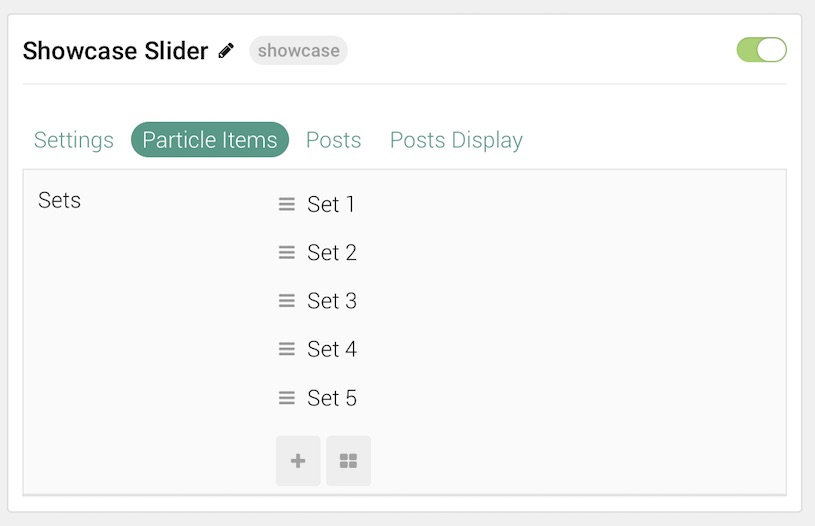 Showcase Slider showcase
Settings Particle Items Posts Posts Display
Sets
Set 1
Set 2
Set 3
Set 4
Set 5